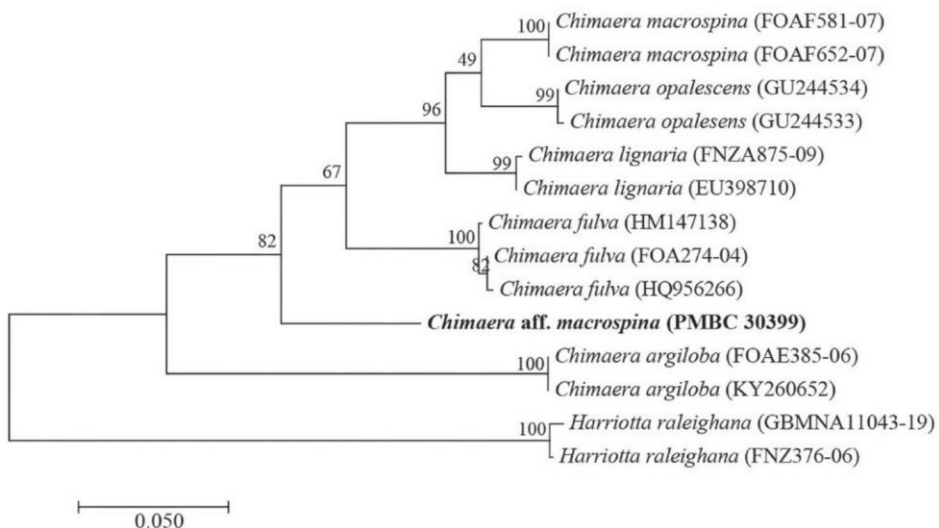 100 Chimaera macrospina (FOAF581-07)
Chimaera macrospina (FOAF652-07)
49
99 Chimaera opalescens (GU244534)
Chimaera opalesens (GU244533)
96
99 Chimaera lignaria (FNZA875-09)
Chimaera lignaria (EU398710)
67
100 Chimaera fulva (HM147138)
82 Chimaera fulva (FOA274-04)
Chimaera fulva (HQ956266)
82
Chimaera aff. macrospina (PMBC 30399)
100 Chimaera argiloba (FOAE385-06)
Chimaera argiloba (KY260652)
100 Harriotta raleighana (GBMNA11043-19)
Harriotta raleighana (FNZ376-06)
0.050